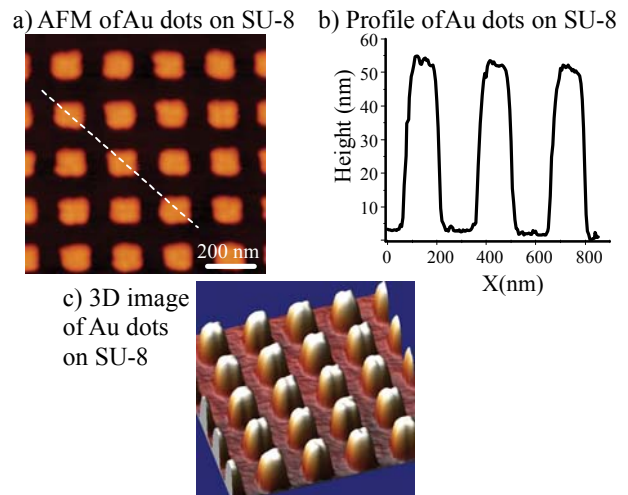 a) AFM of Au dots on SU-8
b) Profile of Au dots on SU-8
200 nm
60
50
40
30
20
10
0
200
400
600
800
Height (nm)
X(nm)
c) 3D image
of Au dots
on SU-8